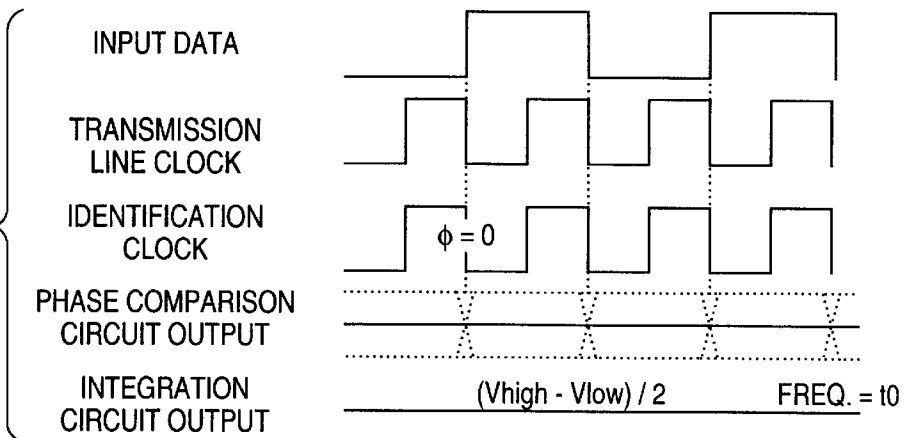 INPUT DATA
TRANSMISSION
LINE CLOCK
IDENTIFICATION
CLOCK
ϕ = 0
PHASE COMPARISON
CIRCUIT OUTPUT
INTEGRATION
CIRCUIT OUTPUT
(Vhigh - Vlow) / 2
FREQ. = t0